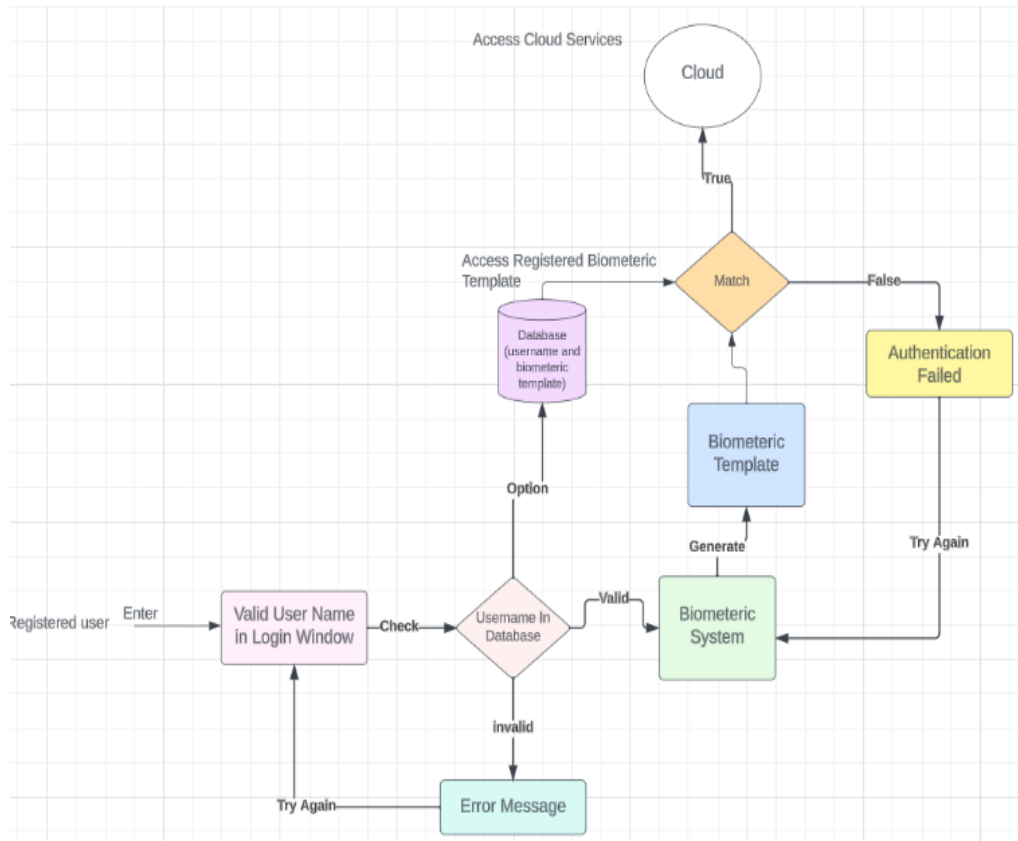 Access Cloud Services
Cloud
True
Access Registered Biometeric
Template
Match
False
Database
(username and
biometeric
template)
Authentication
Failed
Biometeric
Template
Option
Generate
Try Again
Registered user
Enter
Valid User Name
in Login Window
Check
Username In
Database
Valid
Biometeric
System
invalid
Try Again
Error Message